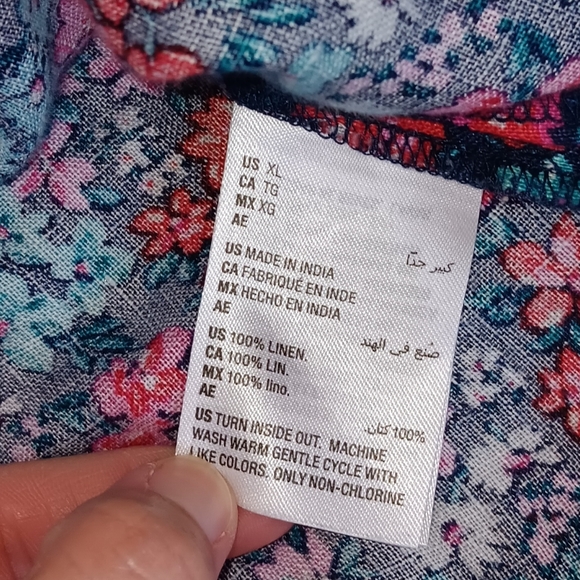 US XL
CA TG
MX XG
AE
كبير جدًا
US MADE IN INDIA
CA FABRIQUÉ EN INDE
MX HECHO EN INDIA
AE
صُنع في الهند
US 100% LINEN.
CA 100% LIN.
MX 100% lino.
AE
100% كتان.
US TURN INSIDE OUT. MACHINE
WASH WARM GENTLE CYCLE WITH
LIKE COLORS. ONLY NON-CHLORINE